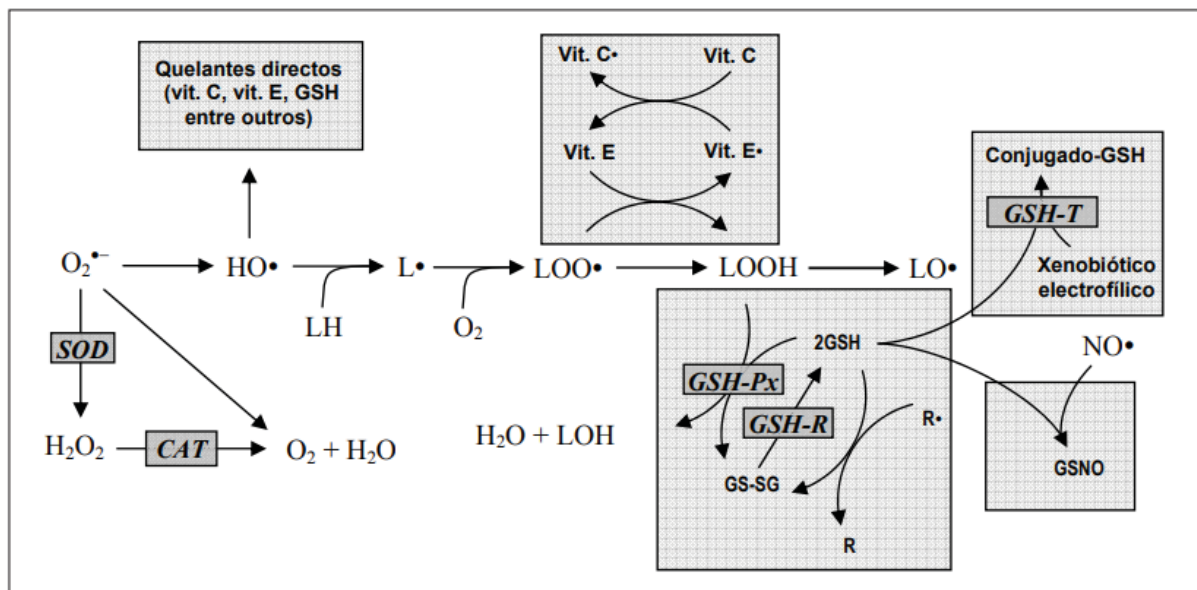 Quelantes directos
(vit. C, vit. E, GSH
entre outros)
Vit. C• Vit. C
Vit. E Vit. E•
Conjugado-GSH
GSH-T
Xenobiótico
electrofílico
O₂•⁻ HO• L• LOO• LOOH LO•
LH O₂
SOD
2GSH
NO•
GSH-Px
GSH-R
R•
H₂O₂ CAT O₂ + H₂O
H₂O + LOH
GS-SG
GSNO
R